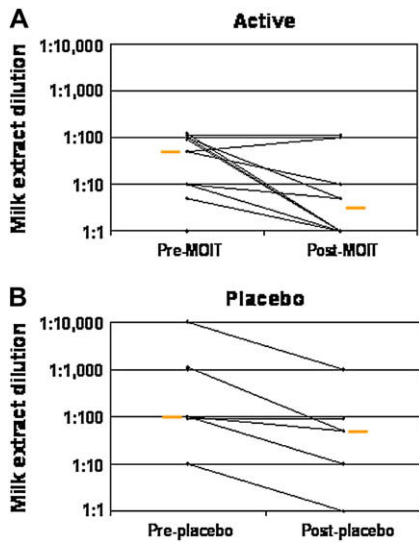 A
Active
Milk extract dilution
1:10,000
1:1,000
1:100
1:10
1:1
Pre-MOIT
Post-MOIT
B
Placebo
Milk extract dilution
1:10,000
1:1,000
1:100
1:10
1:1
Pre-placebo
Post-placebo